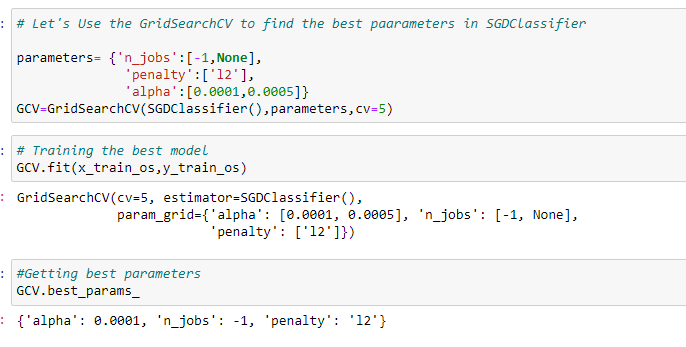 : # Let's Use the GridSearchCV to find the best paarameters in SGDClassifier
parameters= {'n_jobs':[-1,None],
'penalty':['l2'],
'alpha':[0.0001,0.0005]}
GCV=GridSearchCV(SGDClassifier(),parameters,cv=5)
: # Training the best model
GCV.fit(x_train_os,y_train_os)
: GridSearchCV(cv=5, estimator=SGDClassifier(),
param_grid={'alpha': [0.0001, 0.0005], 'n_jobs': [-1, None],
'penalty': ['l2']})
: #Getting best parameters
GCV.best_params_
: {'alpha': 0.0001, 'n_jobs': -1, 'penalty': 'l2'}